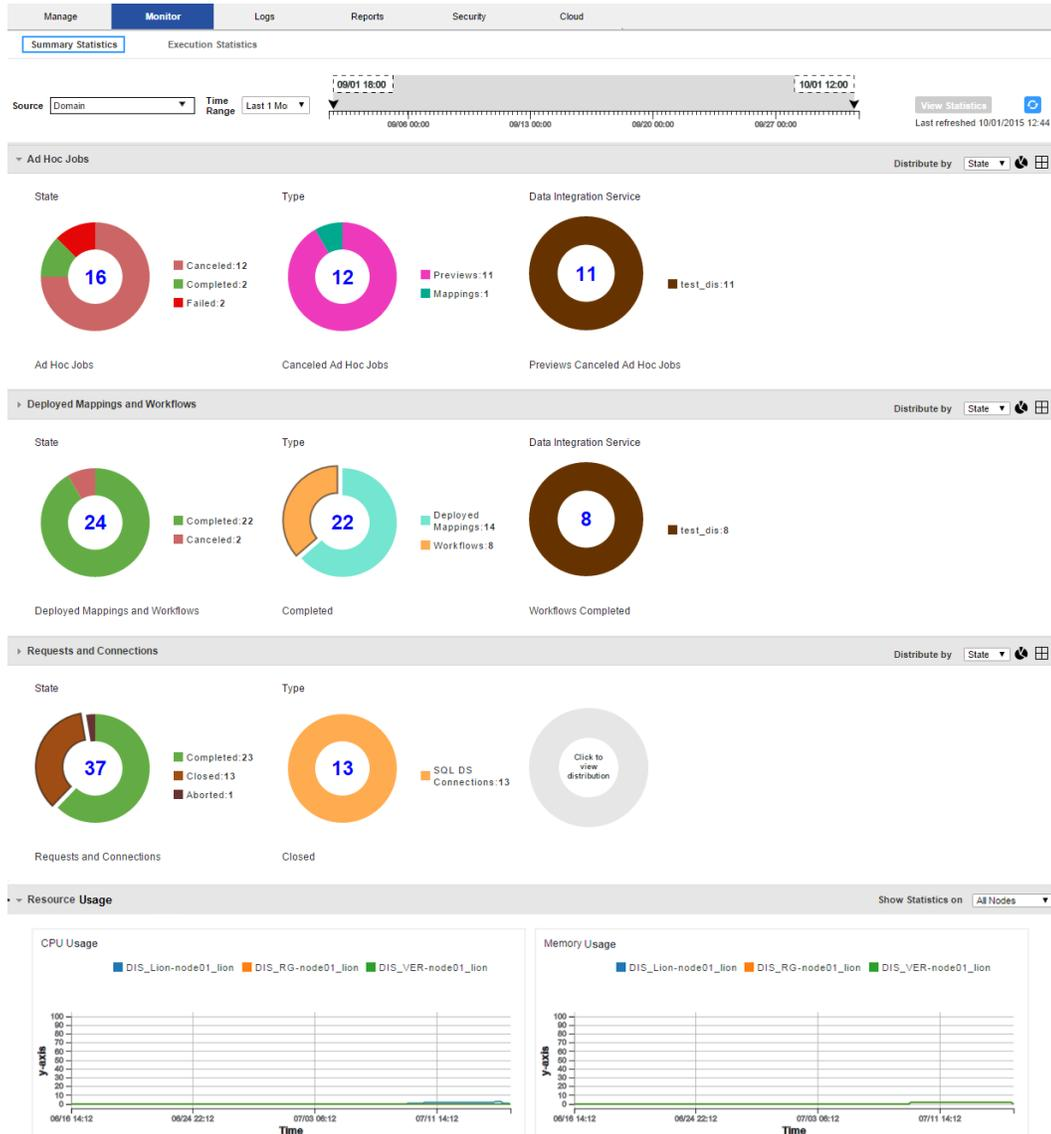 Manage Monitor Logs Reports Security Cloud
Summary Statistics Execution Statistics
09/01 18:00 10/01 12:00
Source Domain Time Range Last 1 Mo View Statistics
09/06 00:00 09/13 00:00 09/20 00:00 09/27 00:00
Last refreshed 10/01/2015 12:44
Ad Hoc Jobs Distribute by State
State Type Data Integration Service
16
Canceled:12
Completed:2
Failed:2
12
Previews:11
Mappings:1
11
test_dis:11
Ad Hoc Jobs Canceled Ad Hoc Jobs Previews Canceled Ad Hoc Jobs
Deployed Mappings and Workflows Distribute by State
State Type Data Integration Service
24
Completed:22
Canceled:2
22
Deployed
Mappings:14
Workflows:8
8
test_dis:8
Deployed Mappings and Workflows Completed Workflows Completed
Requests and Connections Distribute by State
State Type
37
Completed:23
Closed:13
Aborted:1
13
SQL DS
Connections:13
Click to
view
distribution
Requests and Connections Closed
Resource Usage Show Statistics on All Nodes
CPU Usage
DIS_Lion-node01_lion DIS_RG-node01_lion DIS_VER-node01_lion
y-axis
100
90
80
70
60
50
40
30
20
10
0
06/16 14:12 06/24 22:12 07/03 06:12 07/11 14:12
Time
Memory Usage
DIS_Lion-node01_lion DIS_RG-node01_lion DIS_VER-node01_lion
y-axis
100
90
80
70
60
50
40
30
20
10
0
06/16 14:12 06/24 22:12 07/03 06:12 07/11 14:12
Time